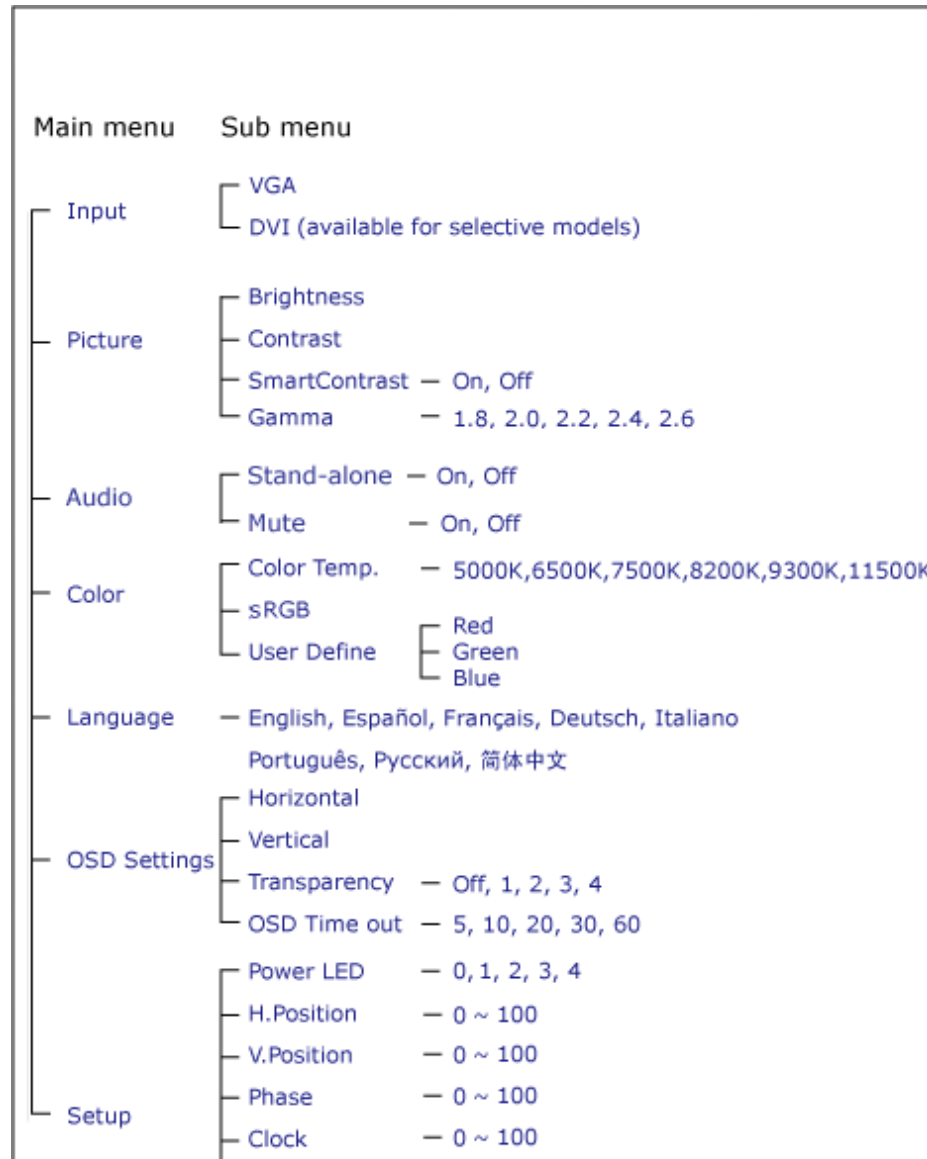 Main menu Sub menu
VGA
Input
DVI (available for selective models)
Brightness
Picture Contrast
SmartContrast — On, Off
Gamma — 1.8, 2.0, 2.2, 2.4, 2.6
Stand-alone — On, Off
Audio
Mute — On, Off
Color Temp. — 5000K,6500K,7500K,8200K,9300K,11500K
Color
sRGB
Red
User Define Green
Blue
Language — English, Español, Français, Deutsch, Italiano
Português, Русский, 简体中文
Horizontal
Vertical
OSD Settings
Transparency — Off, 1, 2, 3, 4
OSD Time out — 5, 10, 20, 30, 60
Power LED — 0, 1, 2, 3, 4
H.Position — 0 ~ 100
V.Position — 0 ~ 100
Phase — 0 ~ 100
Setup
Clock — 0 ~ 100